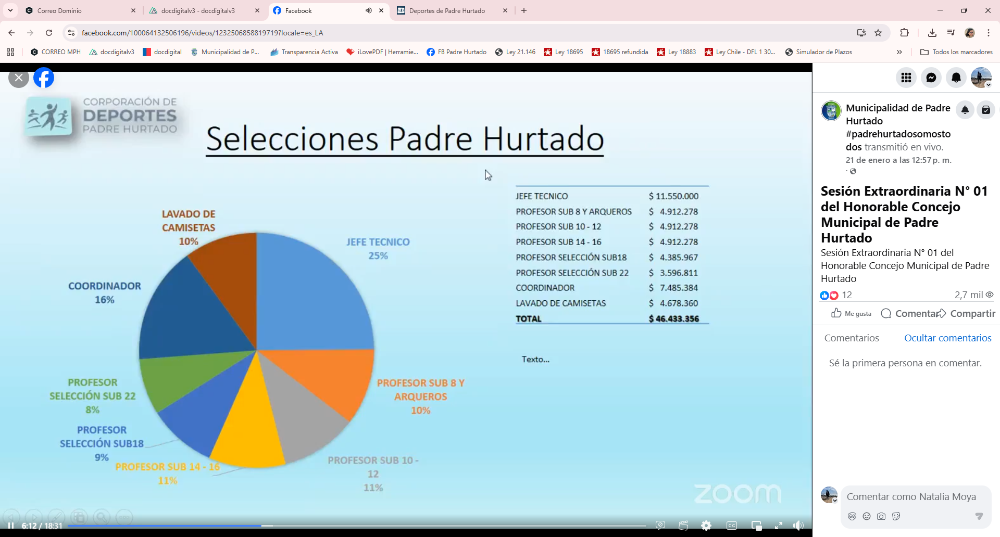 Correo Dominio
docdigitalv3 - docdigitalv3
Facebook
Deportes de Padre Hurtado
facebook.com/100064132506196/videos/1232506858819719?locale=es_LA
CORREO MPH
docdigitalv3
docdigital
Municipalidad de P...
Transparencia Activa
iLovePDF | Herramie...
FB Padre Hurtado
Ley 21.146
Ley 18695
18695 refundida
Ley 18883
Ley Chile - DFL 1 30...
Simulador de Plazos
Todos los marcadores
CORPORACIÓN DE
DEPORTES
PADRE HURTADO
Selecciones Padre Hurtado
LAVADO DE
CAMISETAS
10%
JEFE TECNICO
25%
COORDINADOR
16%
PROFESOR
SELECCIÓN SUB 22
8%
PROFESOR
SELECCIÓN SUB18
9%
PROFESOR SUB 14 - 16
11%
PROFESOR SUB 10 -
12
11%
PROFESOR SUB 8 Y
ARQUEROS
10%
JEFE TECNICO $ 11.550.000
PROFESOR SUB 8 Y ARQUEROS $ 4.912.278
PROFESOR SUB 10 - 12 $ 4.912.278
PROFESOR SUB 14 - 16 $ 4.912.278
PROFESOR SELECCIÓN SUB18 $ 4.385.967
PROFESOR SELECCIÓN SUB 22 $ 3.596.811
COORDINADOR $ 7.485.384
LAVADO DE CAMISETAS $ 4.678.360
TOTAL $ 46.433.356
Texto...
zoom
6:12 / 18:31
CC
Municipalidad de Padre
Hurtado
#padrehurtadosomosto
dos transmitió en vivo.
21 de enero a las 12:57 p. m.
·
Sesión Extraordinaria N° 01
del Honorable Concejo
Municipal de Padre
Hurtado
Sesión Extraordinaria N° 01 del
Honorable Concejo Municipal de Padre
Hurtado
12
2,7 mil
Me gusta
Comentar
Compartir
Comentarios
Ocultar comentarios
Sé la primera persona en comentar.
Comentar como Natalia Moya